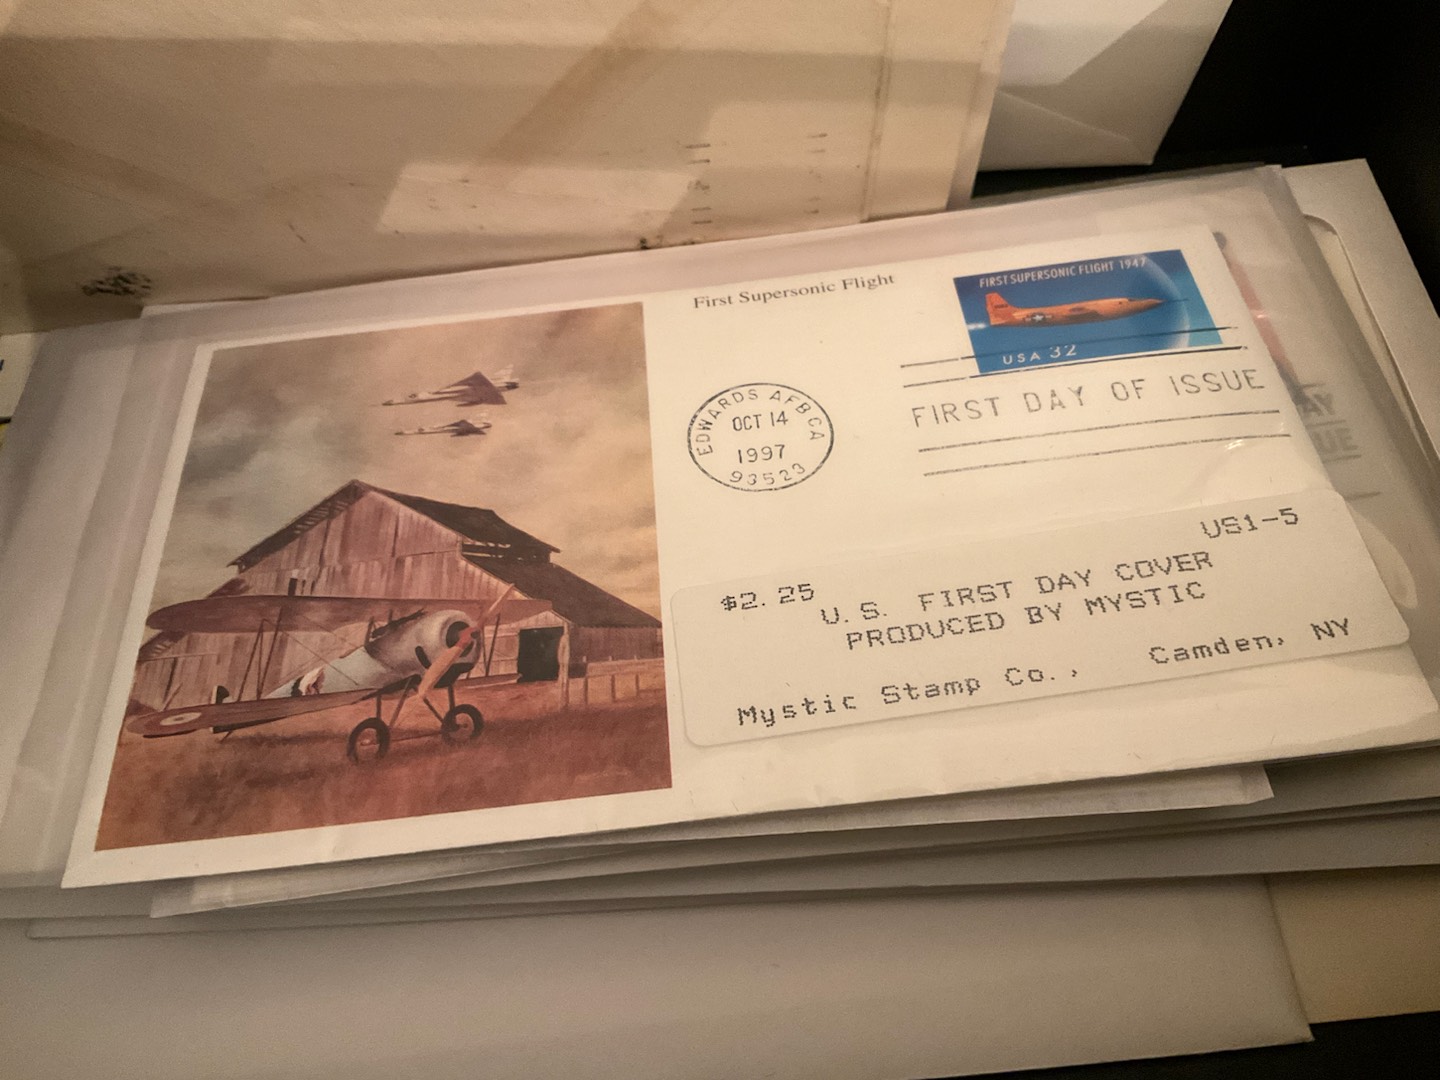 First Supersonic Flight
FIRST SUPERSONIC FLIGHT 1947
USA 32
EDWARDS AFB CA
OCT 14
1997
93523
FIRST DAY OF ISSUE
US1-5
$2.25
U.S. FIRST DAY COVER
PRODUCED BY MYSTIC
Mystic Stamp Co., Camden, NY